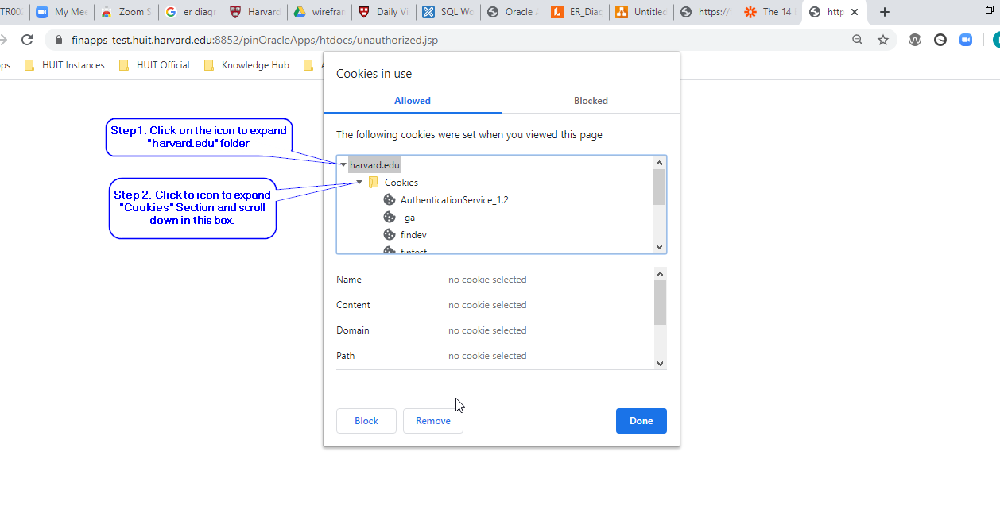 TR00
My Mee
Zoom S
er diagr
Harvard
wirefran
Daily Vi
SQL Wo
Oracle A
ER_Diag
Untitled
https://
The 14
http
finapps-test.huit.harvard.edu:8852/pinOracleApps/htdocs/unauthorized.jsp
ps
HUIT Instances
HUIT Official
Knowledge Hub
Cookies in use
Allowed
Blocked
The following cookies were set when you viewed this page
Step 1. Click on the icon to expand
"harvard.edu" folder
harvard.edu
Step 2. Click to icon to expand
"Cookies" Section and scroll
down in this box.
Cookies
AuthenticationService_1.2
_ga
findev
fintest
Name no cookie selected
Content no cookie selected
Domain no cookie selected
Path no cookie selected
Block
Remove
Done